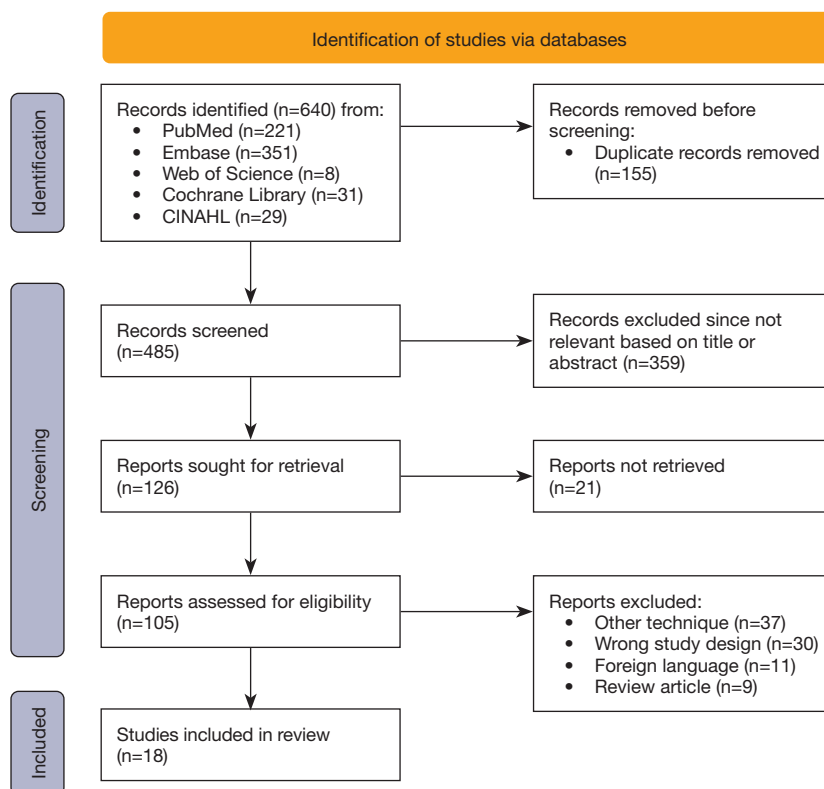 Identification of studies via databases
Identification
Records identified (n=640) from:
• PubMed (n=221)
• Embase (n=351)
• Web of Science (n=8)
• Cochrane Library (n=31)
• CINAHL (n=29)
Records removed before
screening:
• Duplicate records removed
(n=155)
Screening
Records screened
(n=485)
Records excluded since not
relevant based on title or
abstract (n=359)
Reports sought for retrieval
(n=126)
Reports not retrieved
(n=21)
Reports assessed for eligibility
(n=105)
Reports excluded:
• Other technique (n=37)
• Wrong study design (n=30)
• Foreign language (n=11)
• Review article (n=9)
Included
Studies included in review
(n=18)